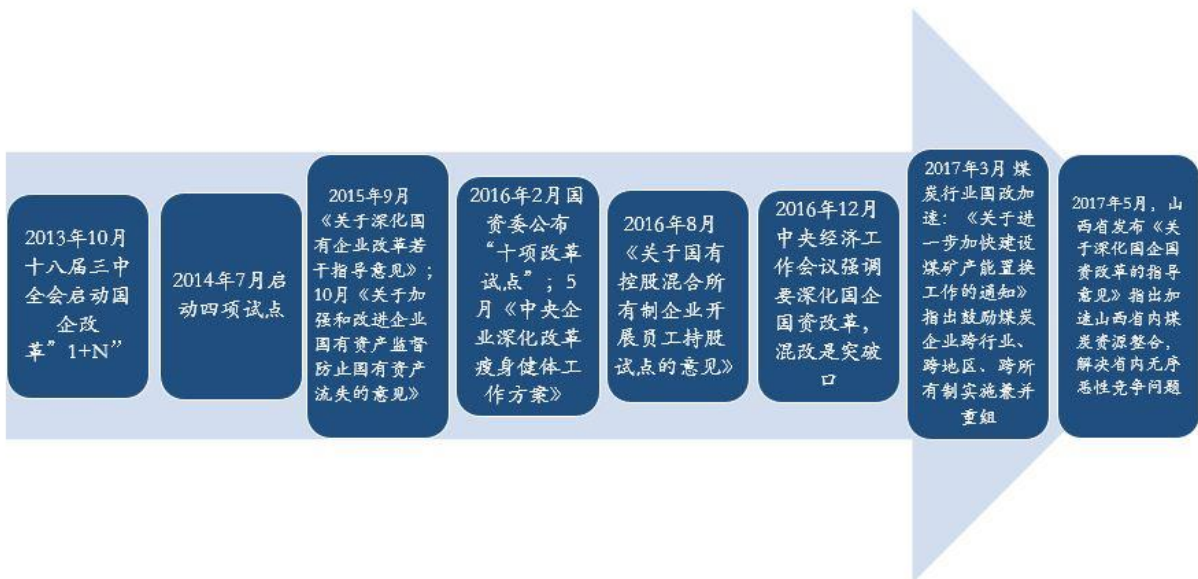 2013年10月
十八届三中
全会启动国
企改
革”1+N”
2014年7月启
动四项试点
2015年9月
《关于深化国
有企业改革若
干指导意见》；
10月《关于加
强和改进企业
国有资产监督
防止国有资产
流失的意见》
2016年2月国
资委公布
“十项改革
试点”；5
月《中央企
业深化改革
瘦身健体工
作方案》
2016年8月
《关于国有
控股混合所
有制企业开
展员工持股
试点的意见》
2016年12月
中央经济工
作会议强调
要深化国企
国资改革，
混改是突破
口
2017年3月 煤
炭行业国改加
速：《关于进
一步加快建设
煤矿产能置换
工作的通知》
指出鼓励煤炭
企业跨行业、
跨地区、跨所
有制实施兼并
重组
2017年5月，山
西省发布《关
于深化国企国
资改革的指导
意见》指出加
速山西省内煤
炭资源整合，
解决省内无序
恶性竞争问题